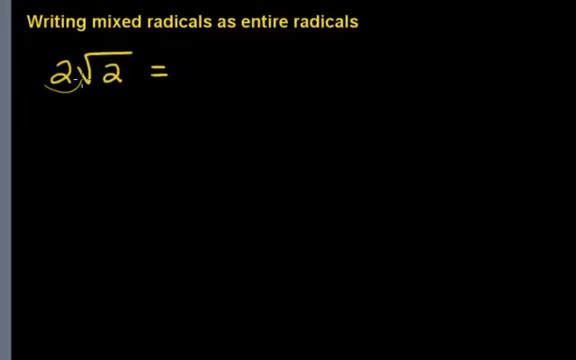 Writing mixed radicals as entire radicals
2√2 =